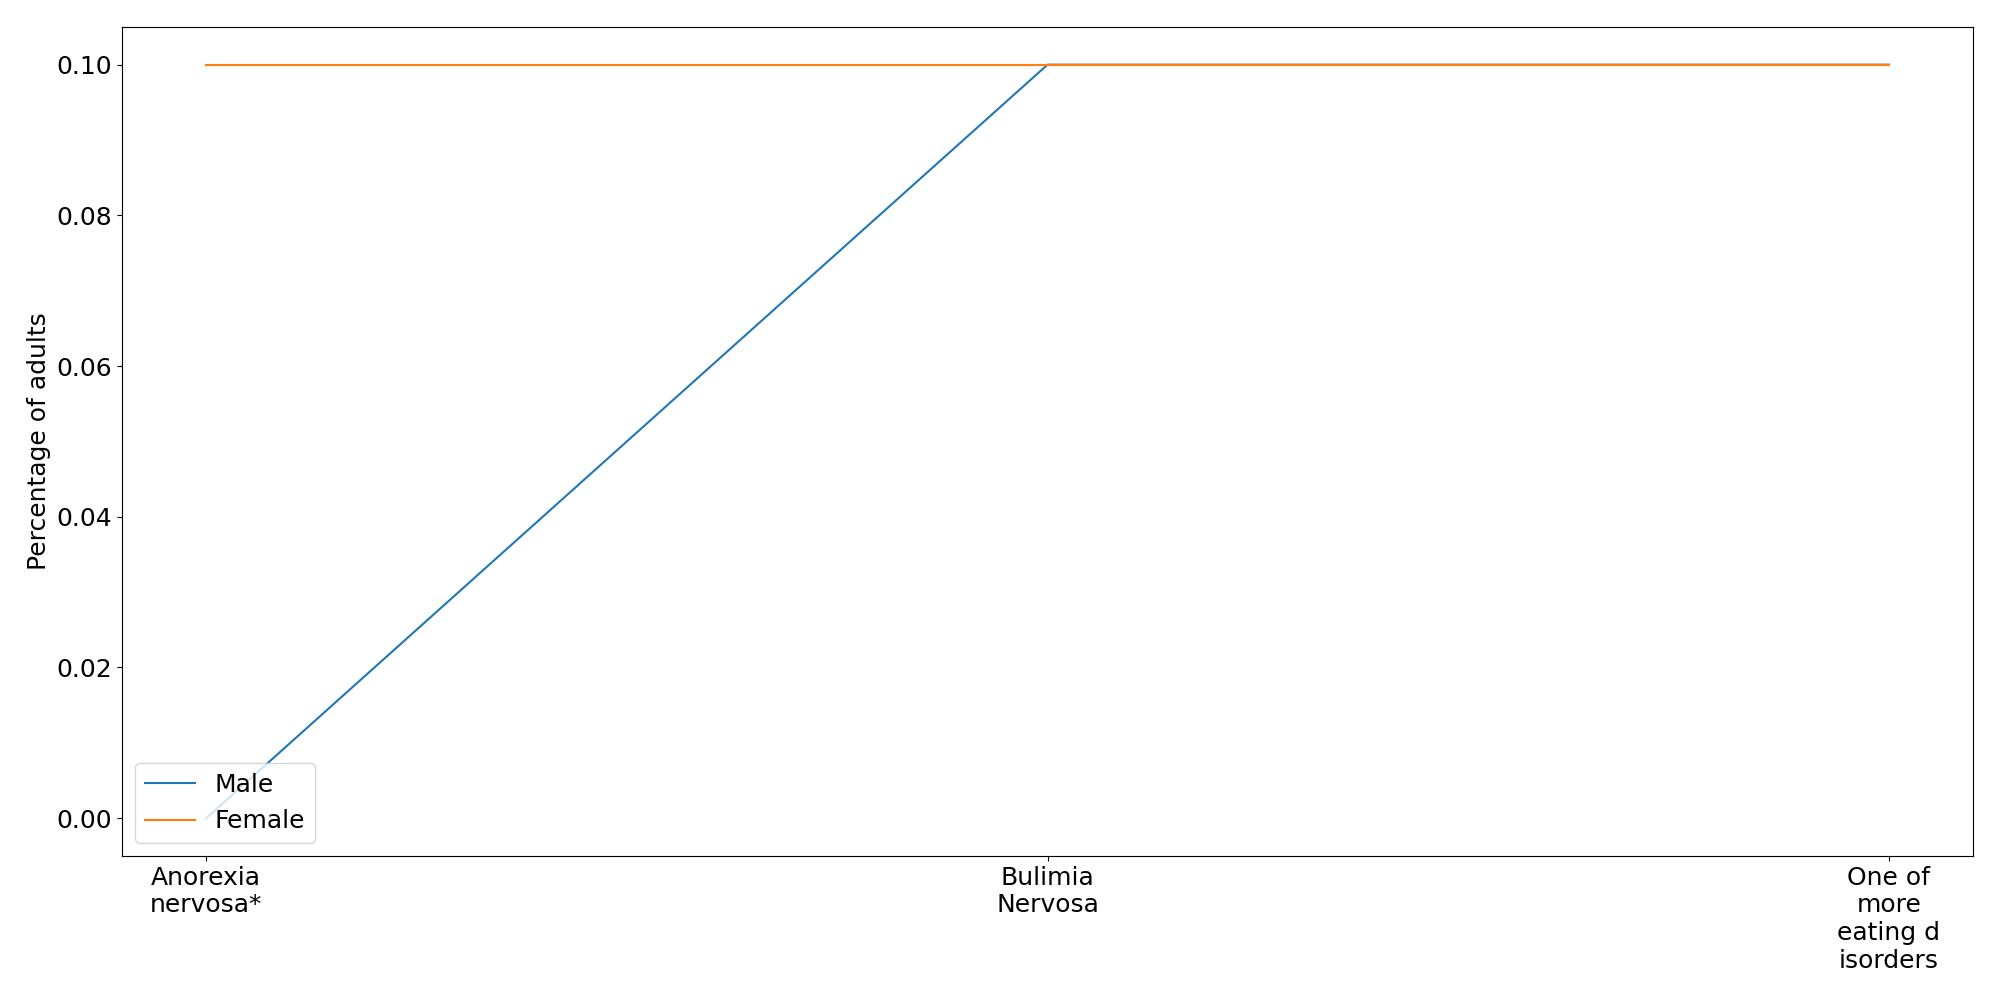 Percentage of adults
0.10
0.08
0.06
0.04
0.02
0.00
Male
Female
Anorexia
nervosa*
Bulimia
Nervosa
One of
more
eating d
isorders